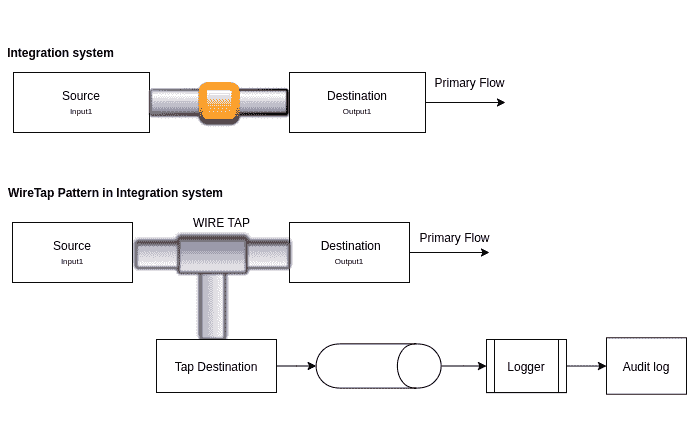 Integration system
Source
Input1
Destination
Output1
Primary Flow
WireTap Pattern in Integration system
WIRE TAP
Source
Input1
Destination
Output1
Primary Flow
Tap Destination
Logger
Audit log